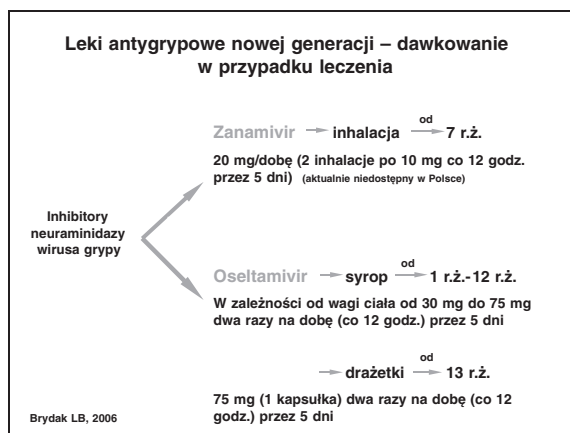 Leki antygrypowe nowej generacji – dawkowanie
w przypadku leczenia
Zanamivir inhalacja od 7 r.ż.
20 mg/dobę (2 inhalacje po 10 mg co 12 godz.
przez 5 dni) (aktualnie niedostępny w Polsce)
Inhibitory
neuraminidazy
wirusa grypy
Oseltamivir syrop od 1 r.ż.-12 r.ż.
W zależności od wagi ciała od 30 mg do 75 mg
dwa razy na dobę (co 12 godz.) przez 5 dni
drażetki od 13 r.ż.
75 mg (1 kapsułka) dwa razy na dobę (co 12
godz.) przez 5 dni
Brydak LB, 2006